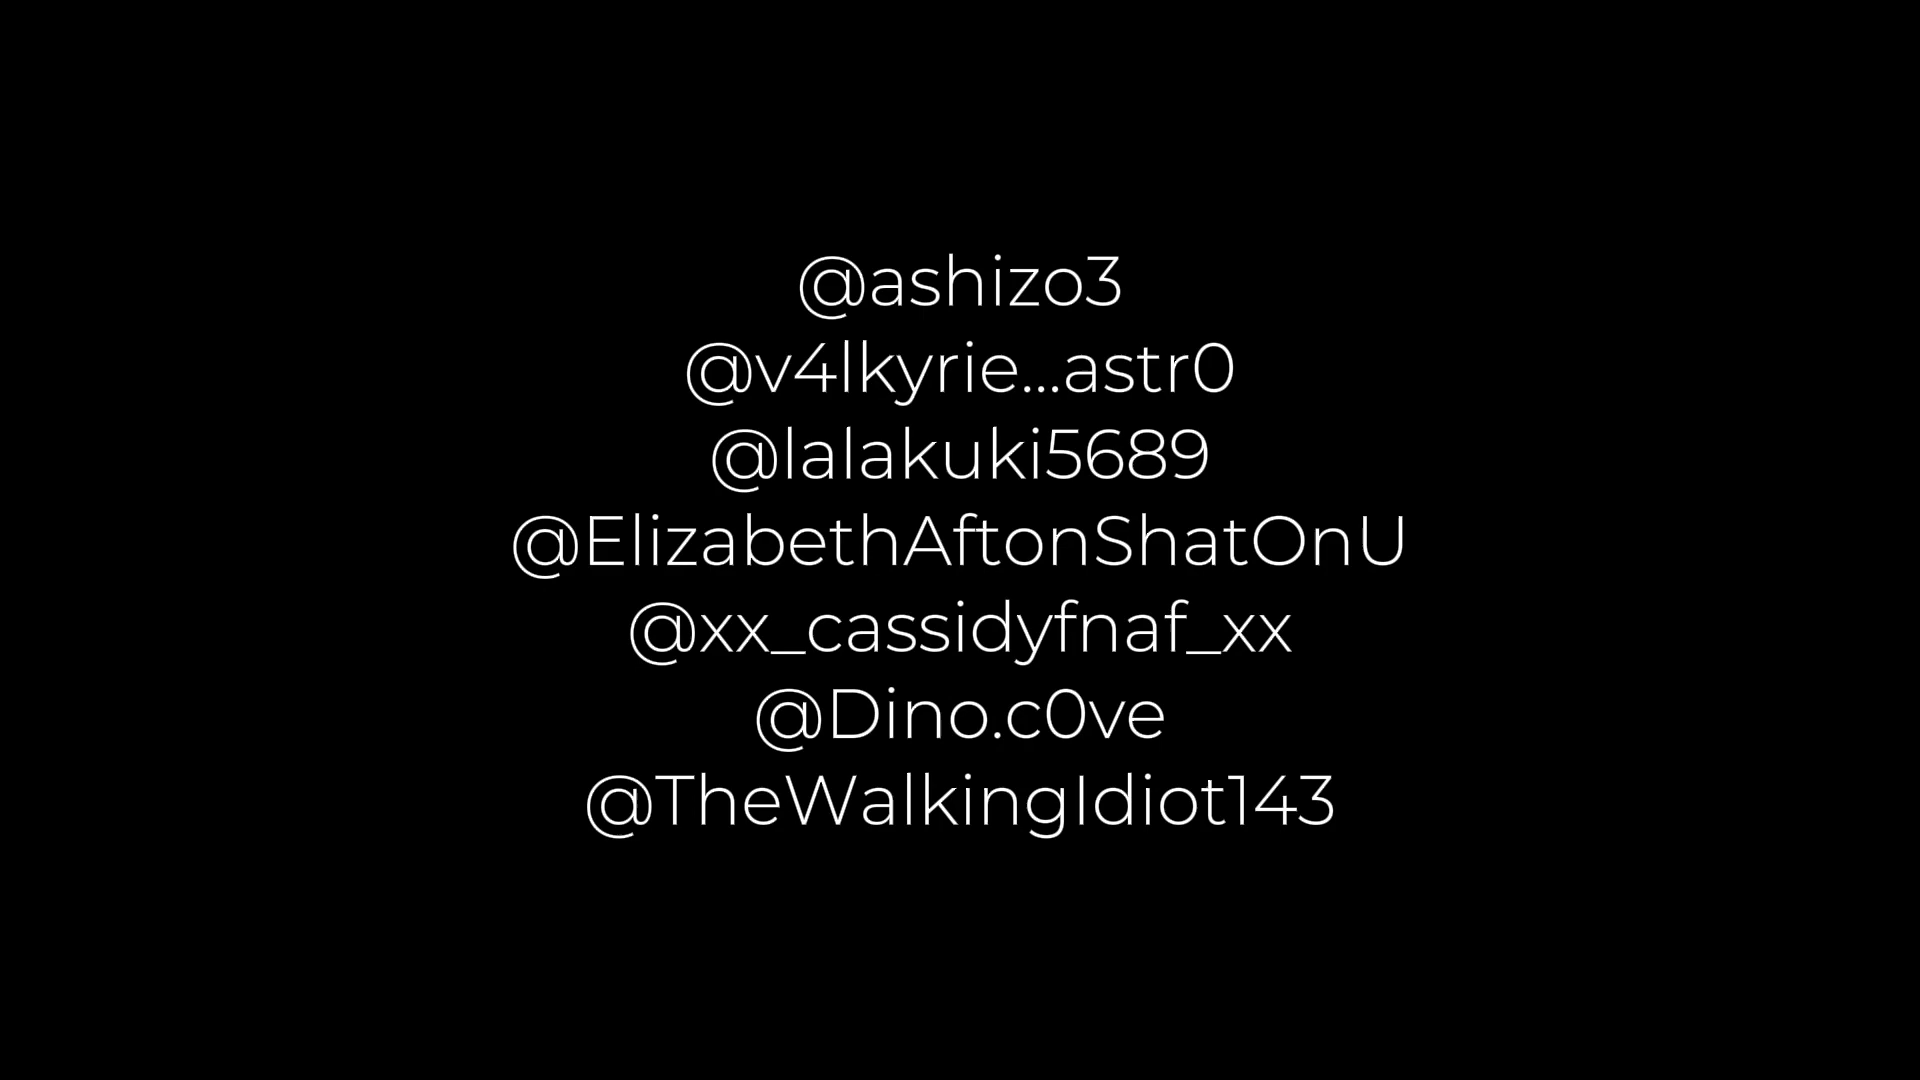 @ashizo3
@v4lkyrie...astr0
@lalakuki5689
@ElizabethAftonShatOnU
@xx_cassidyfnaf_xx
@Dino.c0ve
@TheWalkingIdiot143